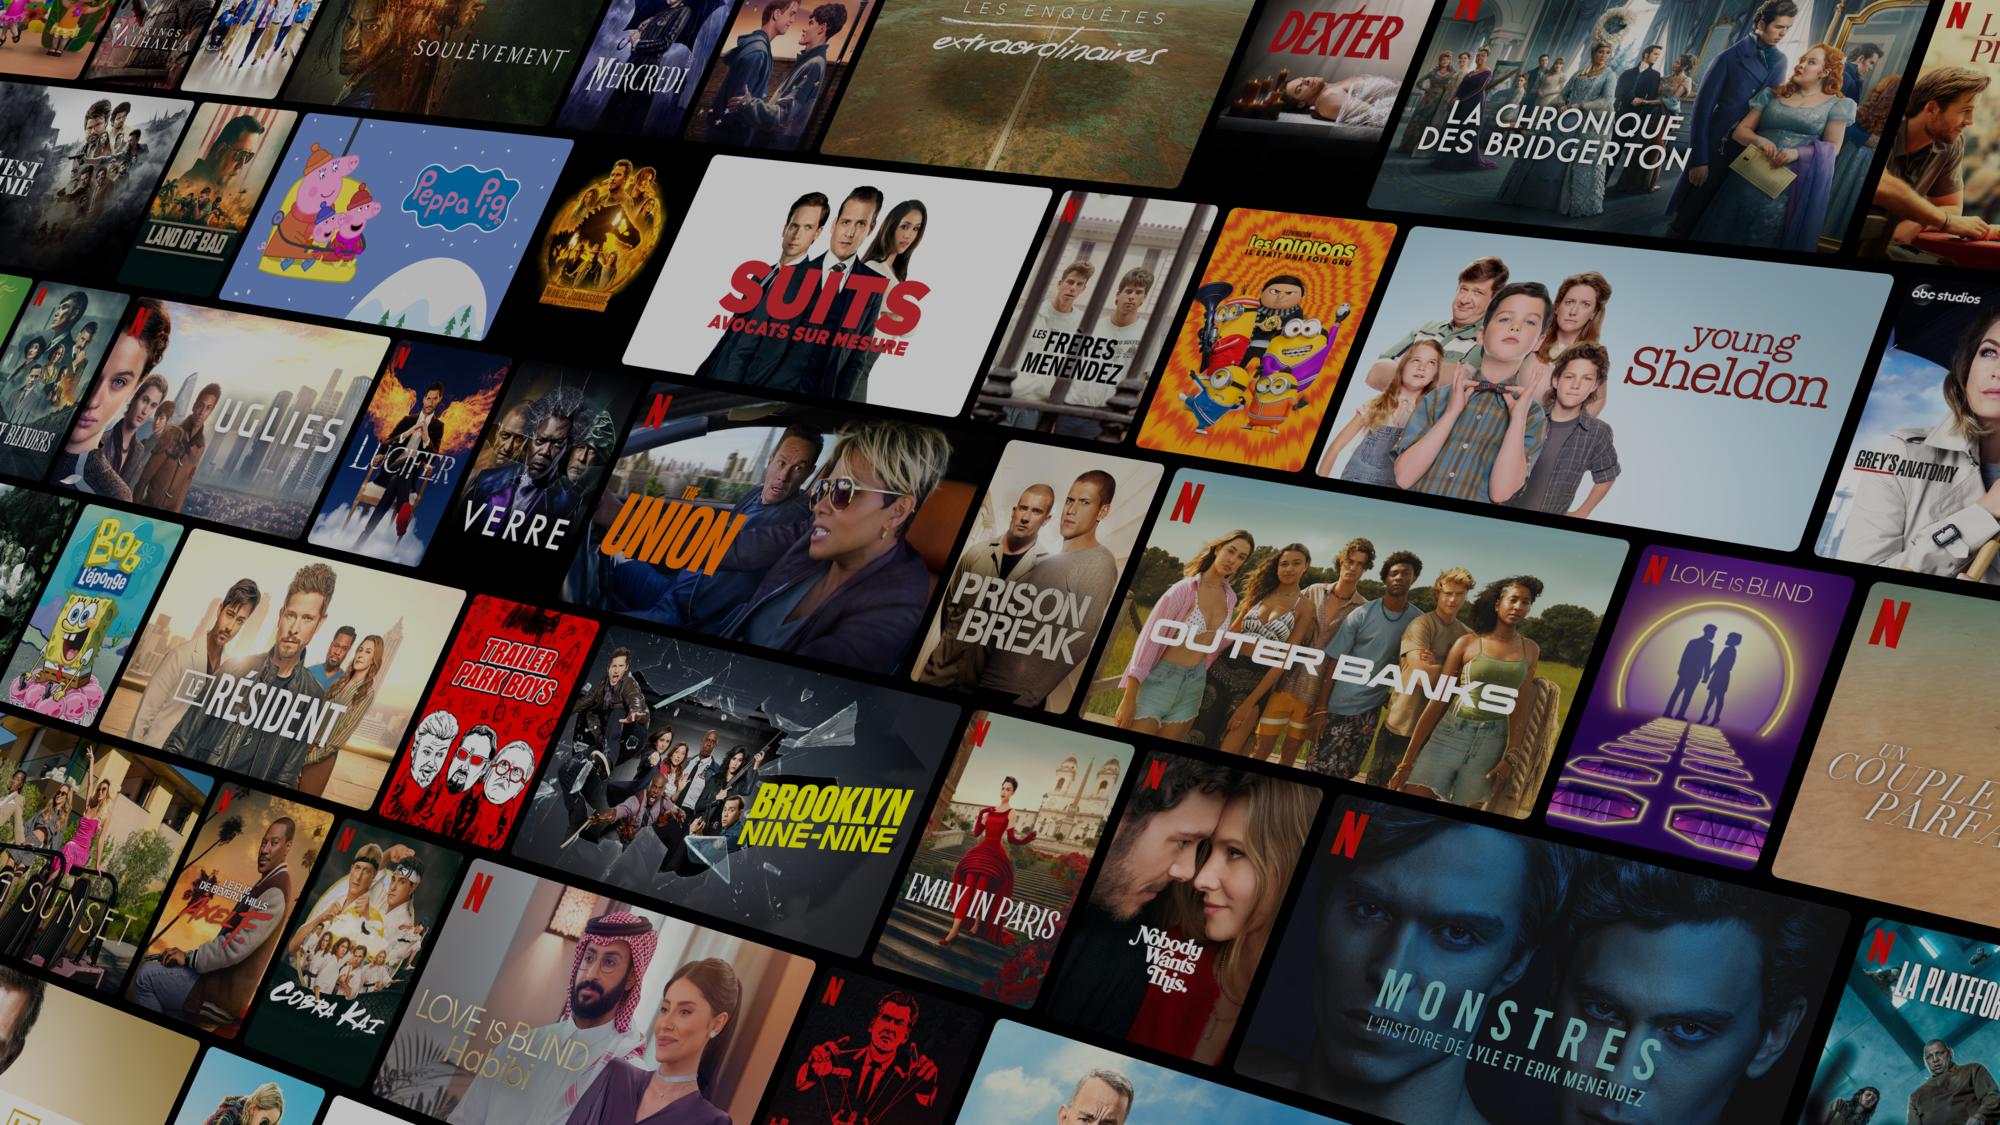 VIKINGS
VALHALLA
SOULÈVEMENT
MERCREDI
LES ENQUÊTES
extraordinaires
DEXTER
N
LA CHRONIQUE
DES BRIDGERTON
N
LAND OF BAD
Peppa Pig
MONDE JURASSIQUE
SUITS
AVOCATS SUR MESURE
N
LES FRÈRES
MENENDEZ
ILLUMINATION
les minions
IL ÉTAIT UNE FOIS GRU
young
Sheldon
abc studios
GREY'S ANATOMY
N
BLINDERS
N
UGLIES
N
LUCIFER
VERRE
N
THE
UNION
PRISON
BREAK
N
OUTER BANKS
N LOVE IS BLIND
N
UN
COUPLE
Bob
L'éponge
LE RÉSIDENT
TRAILER
PARK BOYS
BROOKLYN
NINE-NINE
N
EMILY IN PARIS
N
Nobody
Wants
This.
N
MONSTRES
L'HISTOIRE DE LYLE ET ERIK MENENDEZ
N
LA PLATEFOR
SUNSET
N
LE FLIC
DE BEVERLY HILLS
AXEL F
N
COBRA KAI
N
LOVE IS BLIND
Habibi
N